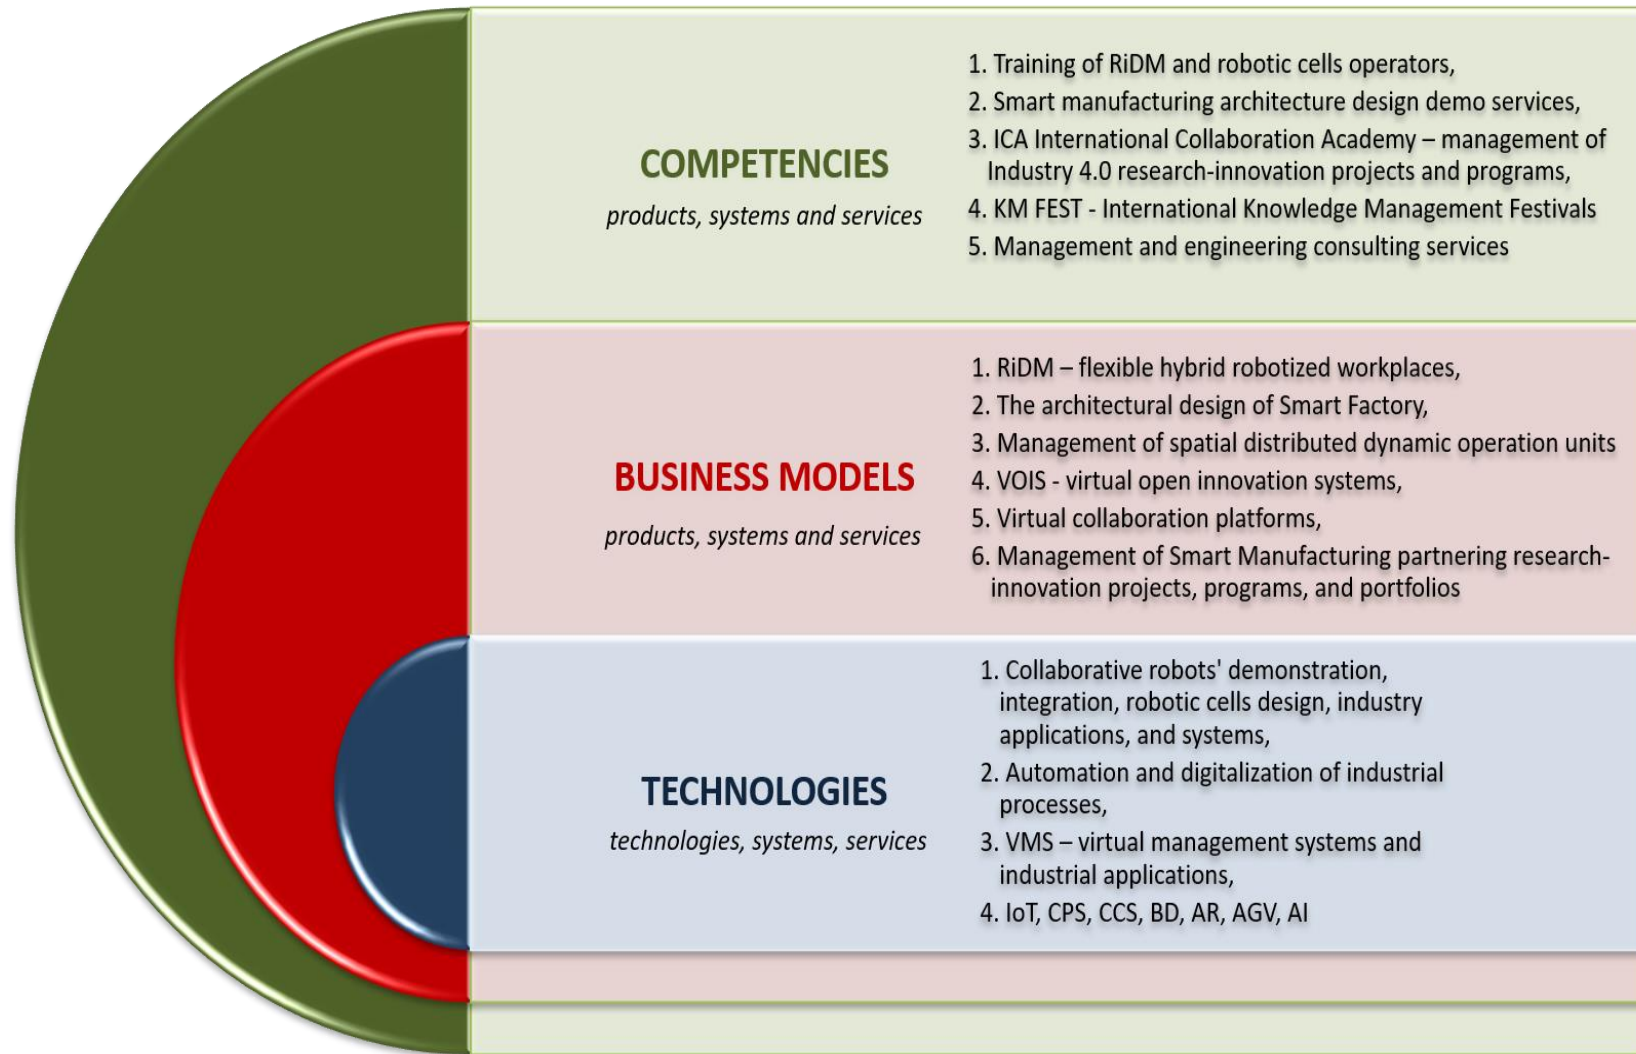 COMPETENCIES
products, systems and services
1. Training of RiDM and robotic cells operators,
2. Smart manufacturing architecture design demo services,
3. ICA International Collaboration Academy – management of
Industry 4.0 research-innovation projects and programs,
4. KM FEST - International Knowledge Management Festivals
5. Management and engineering consulting services
BUSINESS MODELS
products, systems and services
1. RiDM – flexible hybrid robotized workplaces,
2. The architectural design of Smart Factory,
3. Management of spatial distributed dynamic operation units
4. VOIS - virtual open innovation systems,
5. Virtual collaboration platforms,
6. Management of Smart Manufacturing partnering research-
innovation projects, programs, and portfolios
TECHNOLOGIES
technologies, systems, services
1. Collaborative robots' demonstration,
integration, robotic cells design, industry
applications, and systems,
2. Automation and digitalization of industrial
processes,
3. VMS – virtual management systems and
industrial applications,
4. IoT, CPS, CCS, BD, AR, AGV, AI